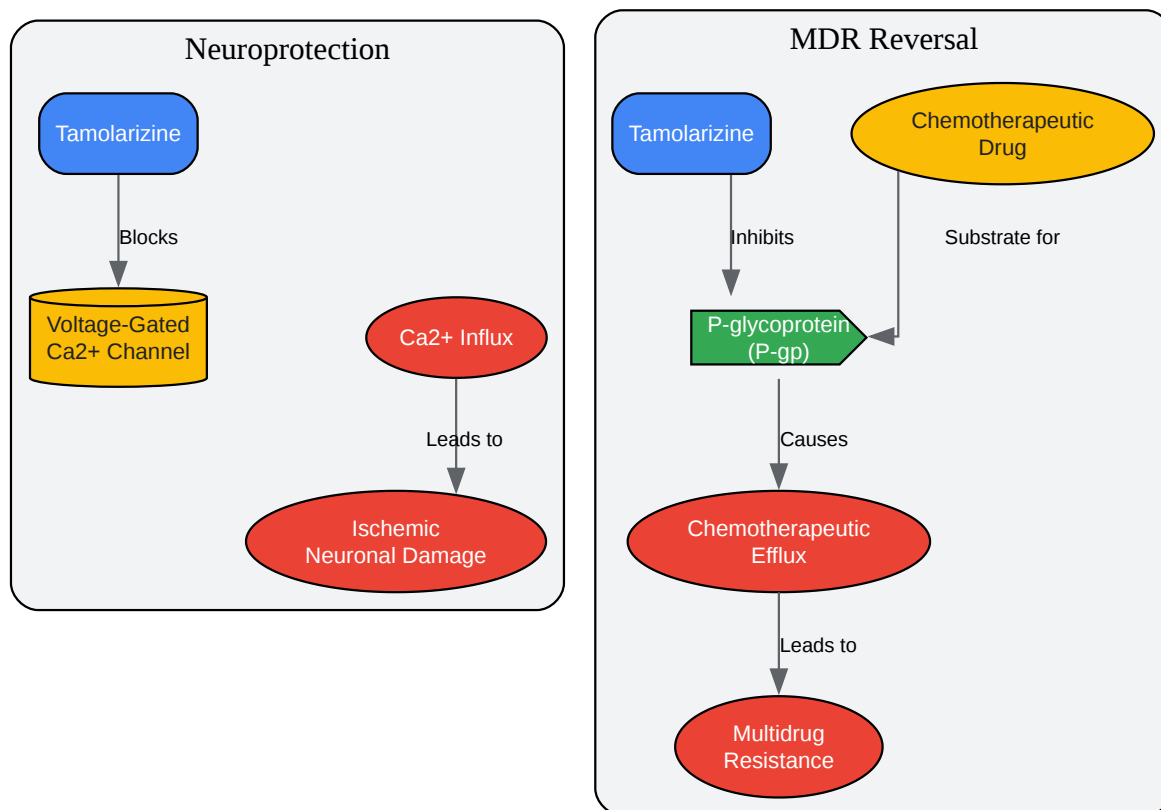 Neuroprotection
Tamolarizine
Blocks
Voltage-Gated
Ca2+ Channel
Ca2+ Influx
Leads to
Ischemic
Neuronal Damage
MDR Reversal
Tamolarizine
Chemotherapeutic
Drug
Inhibits
Substrate for
P-glycoprotein
(P-gp)
Causes
Chemotherapeutic
Efflux
Leads to
Multidrug
Resistance